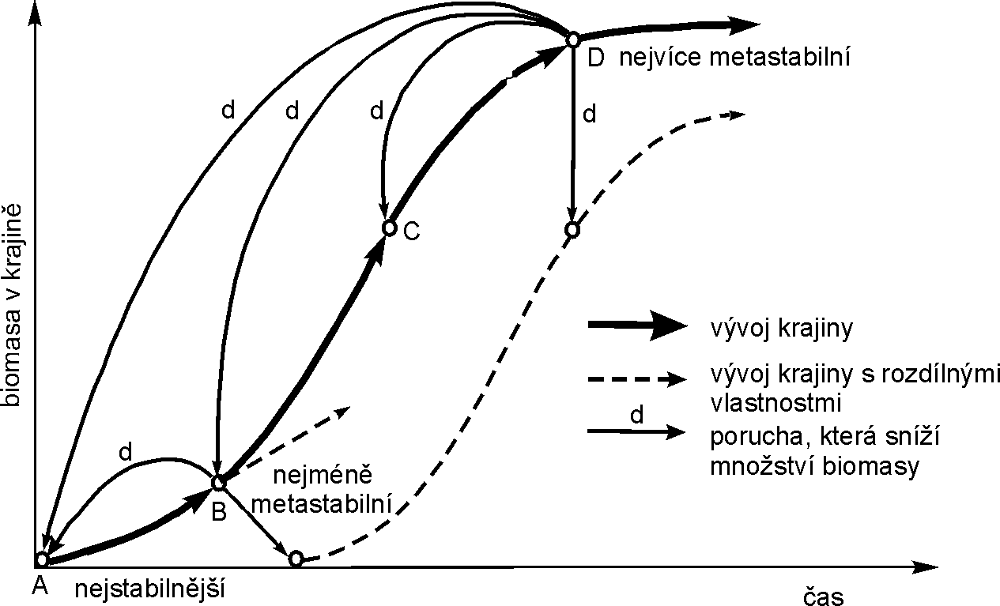 D nejvíce metastabilní
d
d
d
d
biomasa v krajině
C
vývoj krajiny
vývoj krajiny s rozdílnými
vlastnostmi
d
porucha, která sníží
množství biomasy
d
nejméně
metastabilní
B
A nejstabilnější
čas